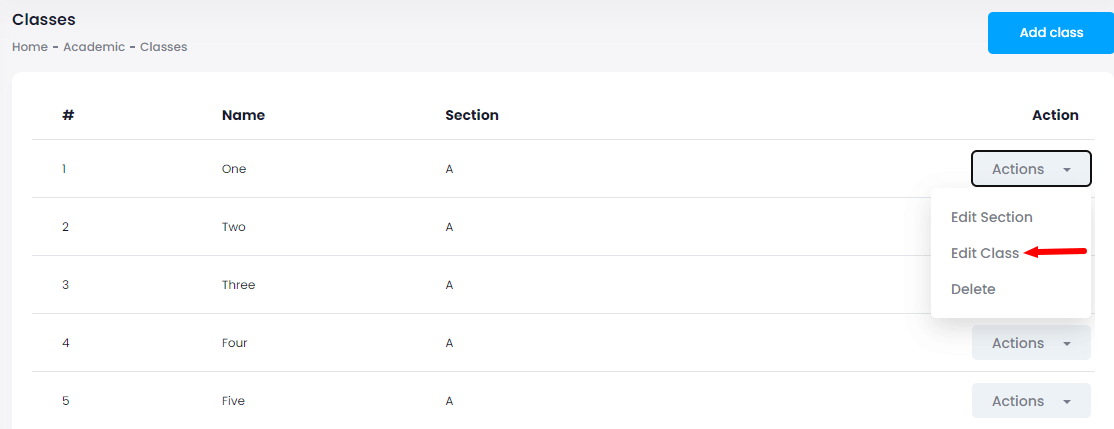 Classes
Home - Academic - Classes
Add class
# Name Section Action
1 One A Actions
2 Two A
3 Three A
Edit Section
Edit Class
Delete
4 Four A Actions
5 Five A Actions